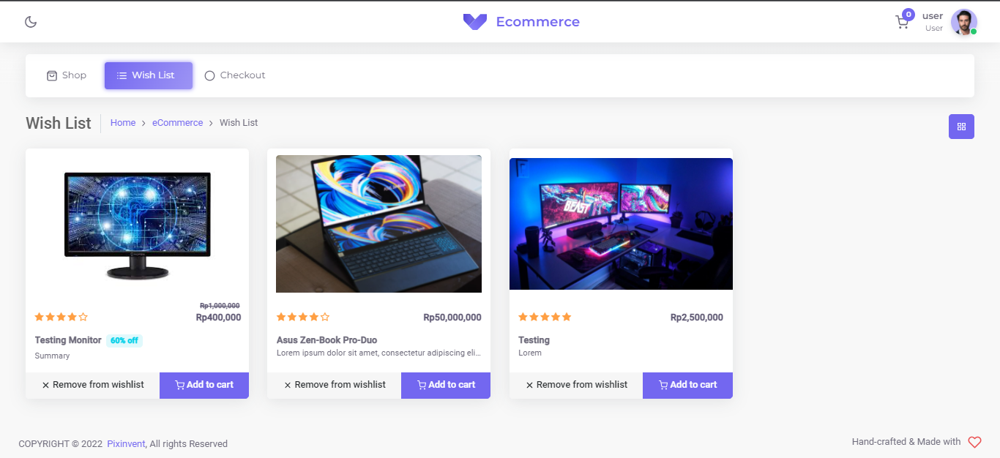 Ecommerce
0
user
User
Shop
Wish List
Checkout
Wish List
Home > eCommerce > Wish List
Rp1,000,000
Rp400,000
Testing Monitor 60% off
Summary
Remove from wishlist
Add to cart
Rp50,000,000
Asus Zen-Book Pro-Duo
Lorem ipsum dolor sit amet, consectetur adipiscing eli...
Remove from wishlist
Add to cart
BEAST
Rp2,500,000
Testing
Lorem
Remove from wishlist
Add to cart
COPYRIGHT © 2022 Pixinvent, All rights Reserved
Hand-crafted & Made with